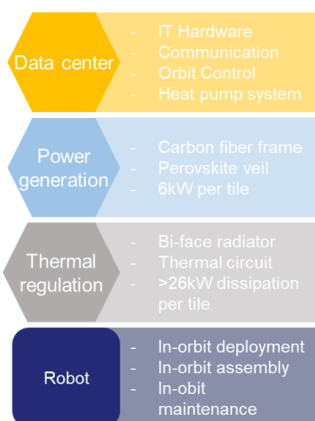 Data center
- IT Hardware
- Communication
- Orbit Control
- Heat pump system
Power
generation
- Carbon fiber frame
- Perovskite veil
- 6kW per tile
Thermal
regulation
- Bi-face radiator
- Thermal circuit
- >26kW dissipation
per tile
Robot
- In-orbit deployment
- In-orbit assembly
- In-obit
maintenance